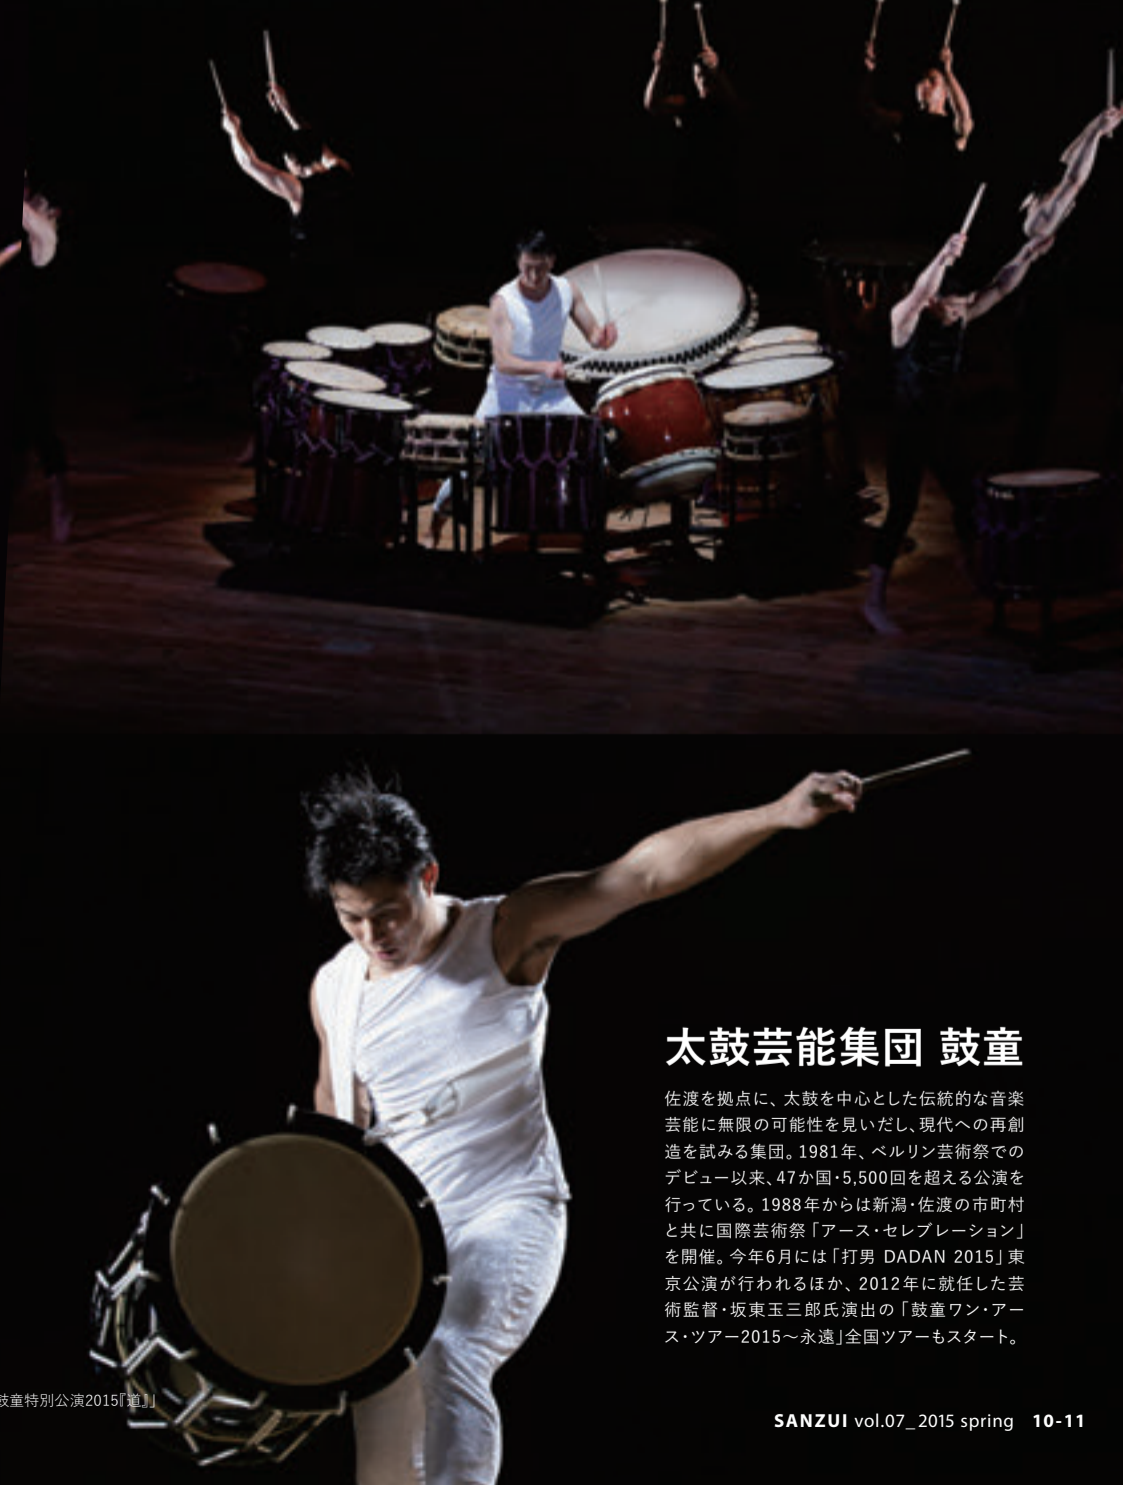 太鼓芸能集団 鼓童
佐渡を拠点に、太鼓を中心とした伝統的な音楽
芸能に無限の可能性を見いだし、現代への再創
造を試みる集団。1981年、ベルリン芸術祭での
デビュー以来、47か国・5,500回を超える公演を
行っている。1988年からは新潟・佐渡の市町村
と共に国際芸術祭「アース・セレブレーション」
を開催。今年6月には「打男 DADAN 2015」東
京公演が行われるほか、2012年に就任した芸
術監督・坂東玉三郎氏演出の「鼓童ワン・アー
ス・ツアー2015〜永遠」全国ツアーもスタート。
鼓童特別公演2015『道』」
SANZUI vol.07_2015 spring 10-11